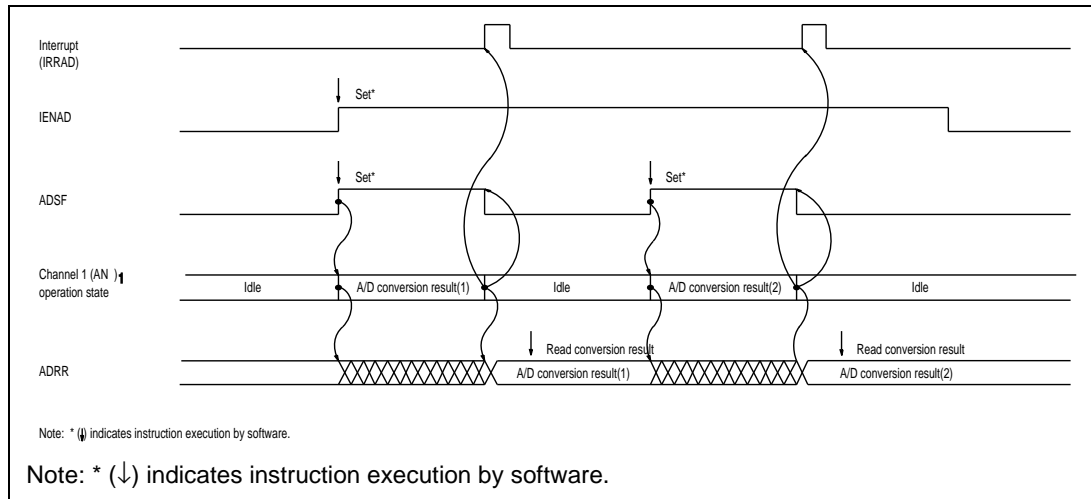 Interrupt
(IRRAD)
Set*
IENAD
Set*
Set*
ADSF
Channel 1 (AN )1
operation state
Idle
A/D conversion result(1)
Idle
A/D conversion result(2)
Idle
Read conversion result
Read conversion result
ADRR
A/D conversion result(1)
A/D conversion result(2)
Note: * (↓) indicates instruction execution by software.
Note: * (↓) indicates instruction execution by software.